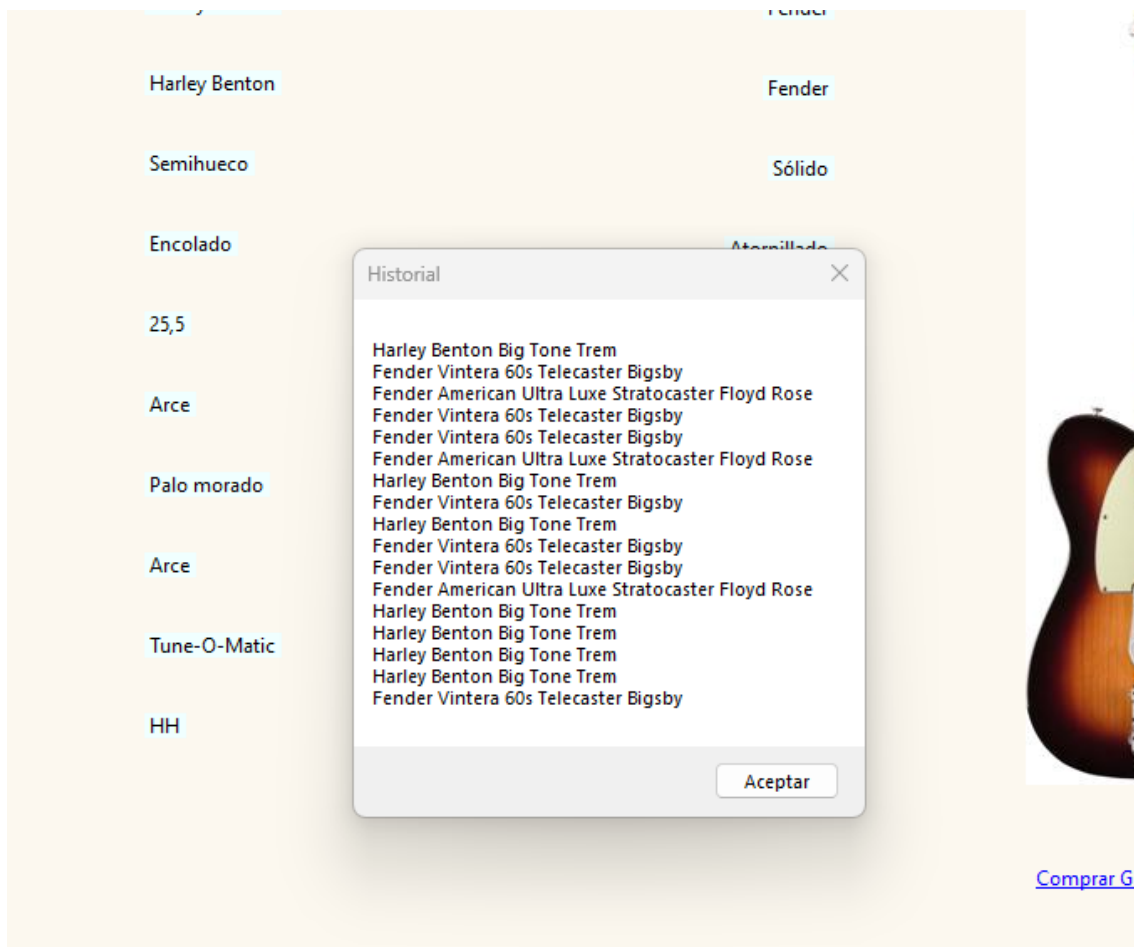 Fender
Harley Benton
Fender
Semihueco
Sólido
Encolado
Atornillado
25,5
Arce
Palo morado
Arce
Tune-O-Matic
HH
Historial
Harley Benton Big Tone Trem
Fender Vintera 60s Telecaster Bigsby
Fender American Ultra Luxe Stratocaster Floyd Rose
Fender Vintera 60s Telecaster Bigsby
Fender Vintera 60s Telecaster Bigsby
Fender American Ultra Luxe Stratocaster Floyd Rose
Harley Benton Big Tone Trem
Fender Vintera 60s Telecaster Bigsby
Harley Benton Big Tone Trem
Fender Vintera 60s Telecaster Bigsby
Fender Vintera 60s Telecaster Bigsby
Fender American Ultra Luxe Stratocaster Floyd Rose
Harley Benton Big Tone Trem
Harley Benton Big Tone Trem
Harley Benton Big Tone Trem
Harley Benton Big Tone Trem
Fender Vintera 60s Telecaster Bigsby
Aceptar
Comprar G